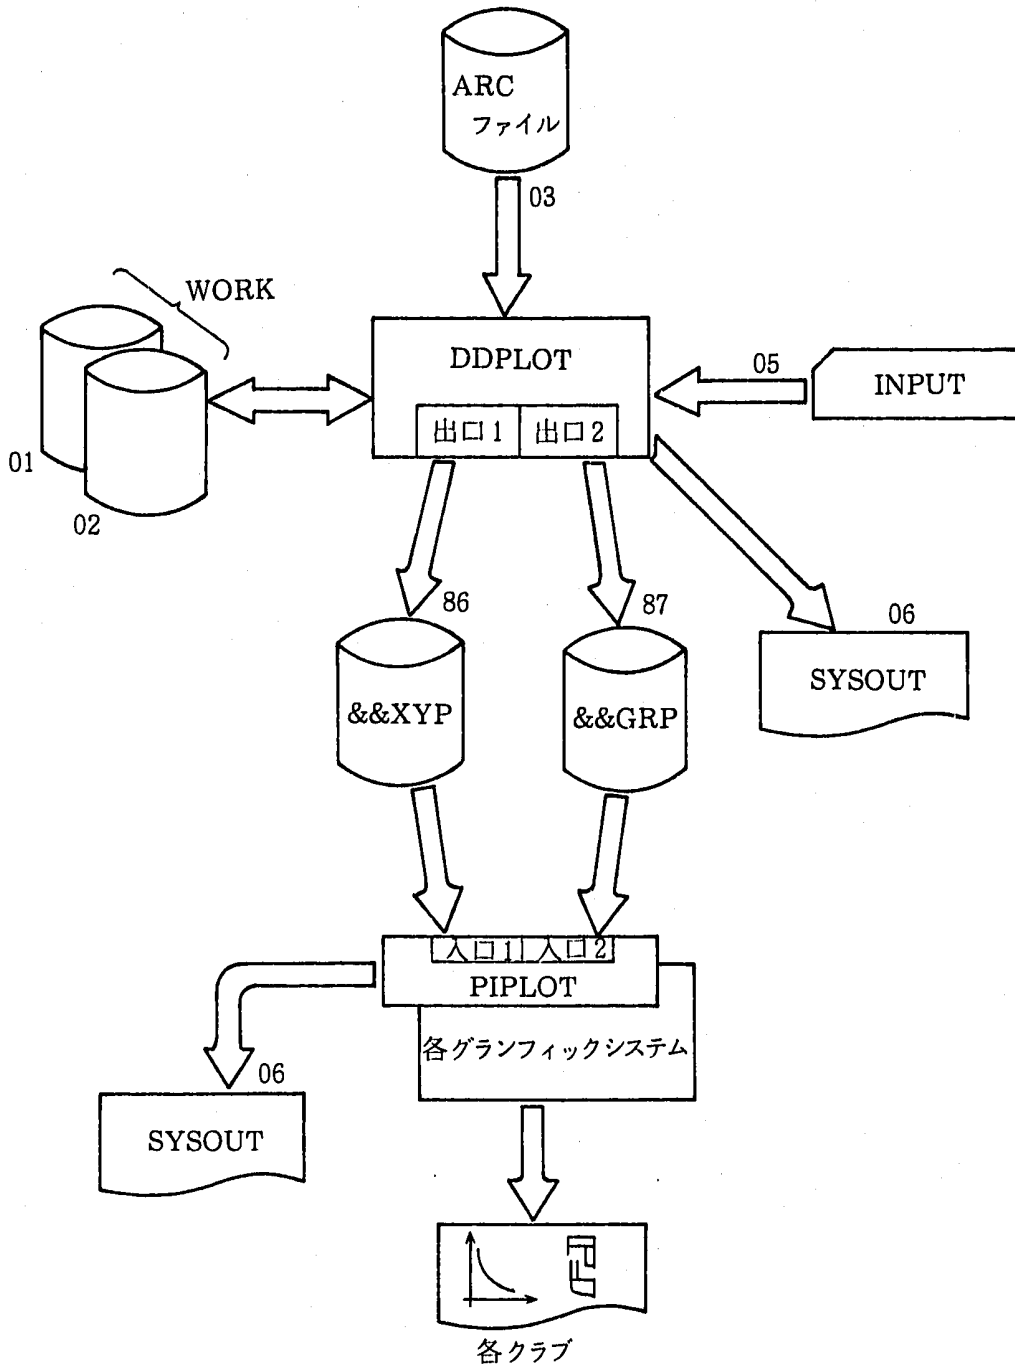 ARC
ファイル
03
WORK
DDPLOT
05
INPUT
出口1
出口2
01
02
86
87
06
SYSOUT
&&XYP
&&GRP
入口1
入口2
PIPLOT
各グランフィックシステム
06
SYSOUT
各クラブ